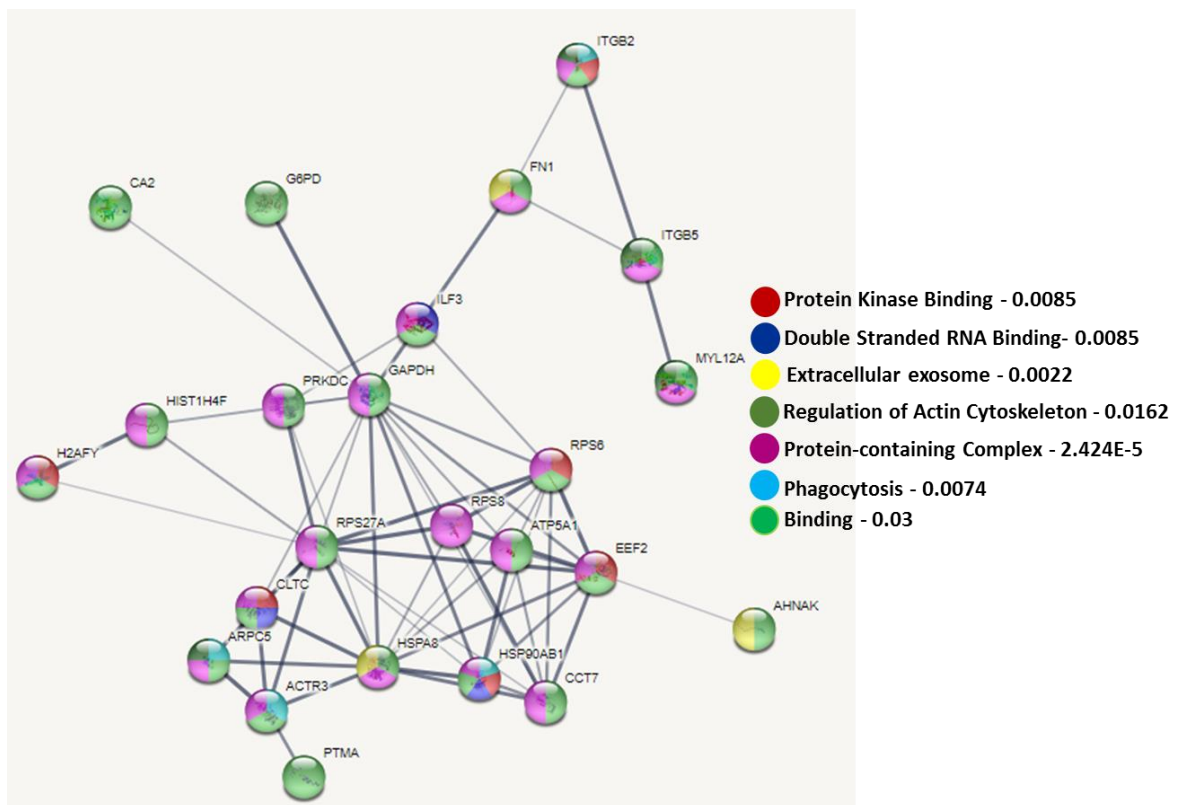 ITGB2
FN1
CA2
G6PD
ITGB5
ILF3
MYL12A
GAPDH
PRKDC
HIST1H4F
H2AFY
RPS6
RPS8
RPS27A
ATP5A1
EEF2
CLTC
AHNAK
ARPC5
HSPA8
HSP90AB1
CCT7
ACTR3
PTMA
Protein Kinase Binding - 0.0085
Double Stranded RNA Binding- 0.0085
Extracellular exosome - 0.0022
Regulation of Actin Cytoskeleton - 0.0162
Protein-containing Complex - 2.424E-5
Phagocytosis - 0.0074
Binding - 0.03